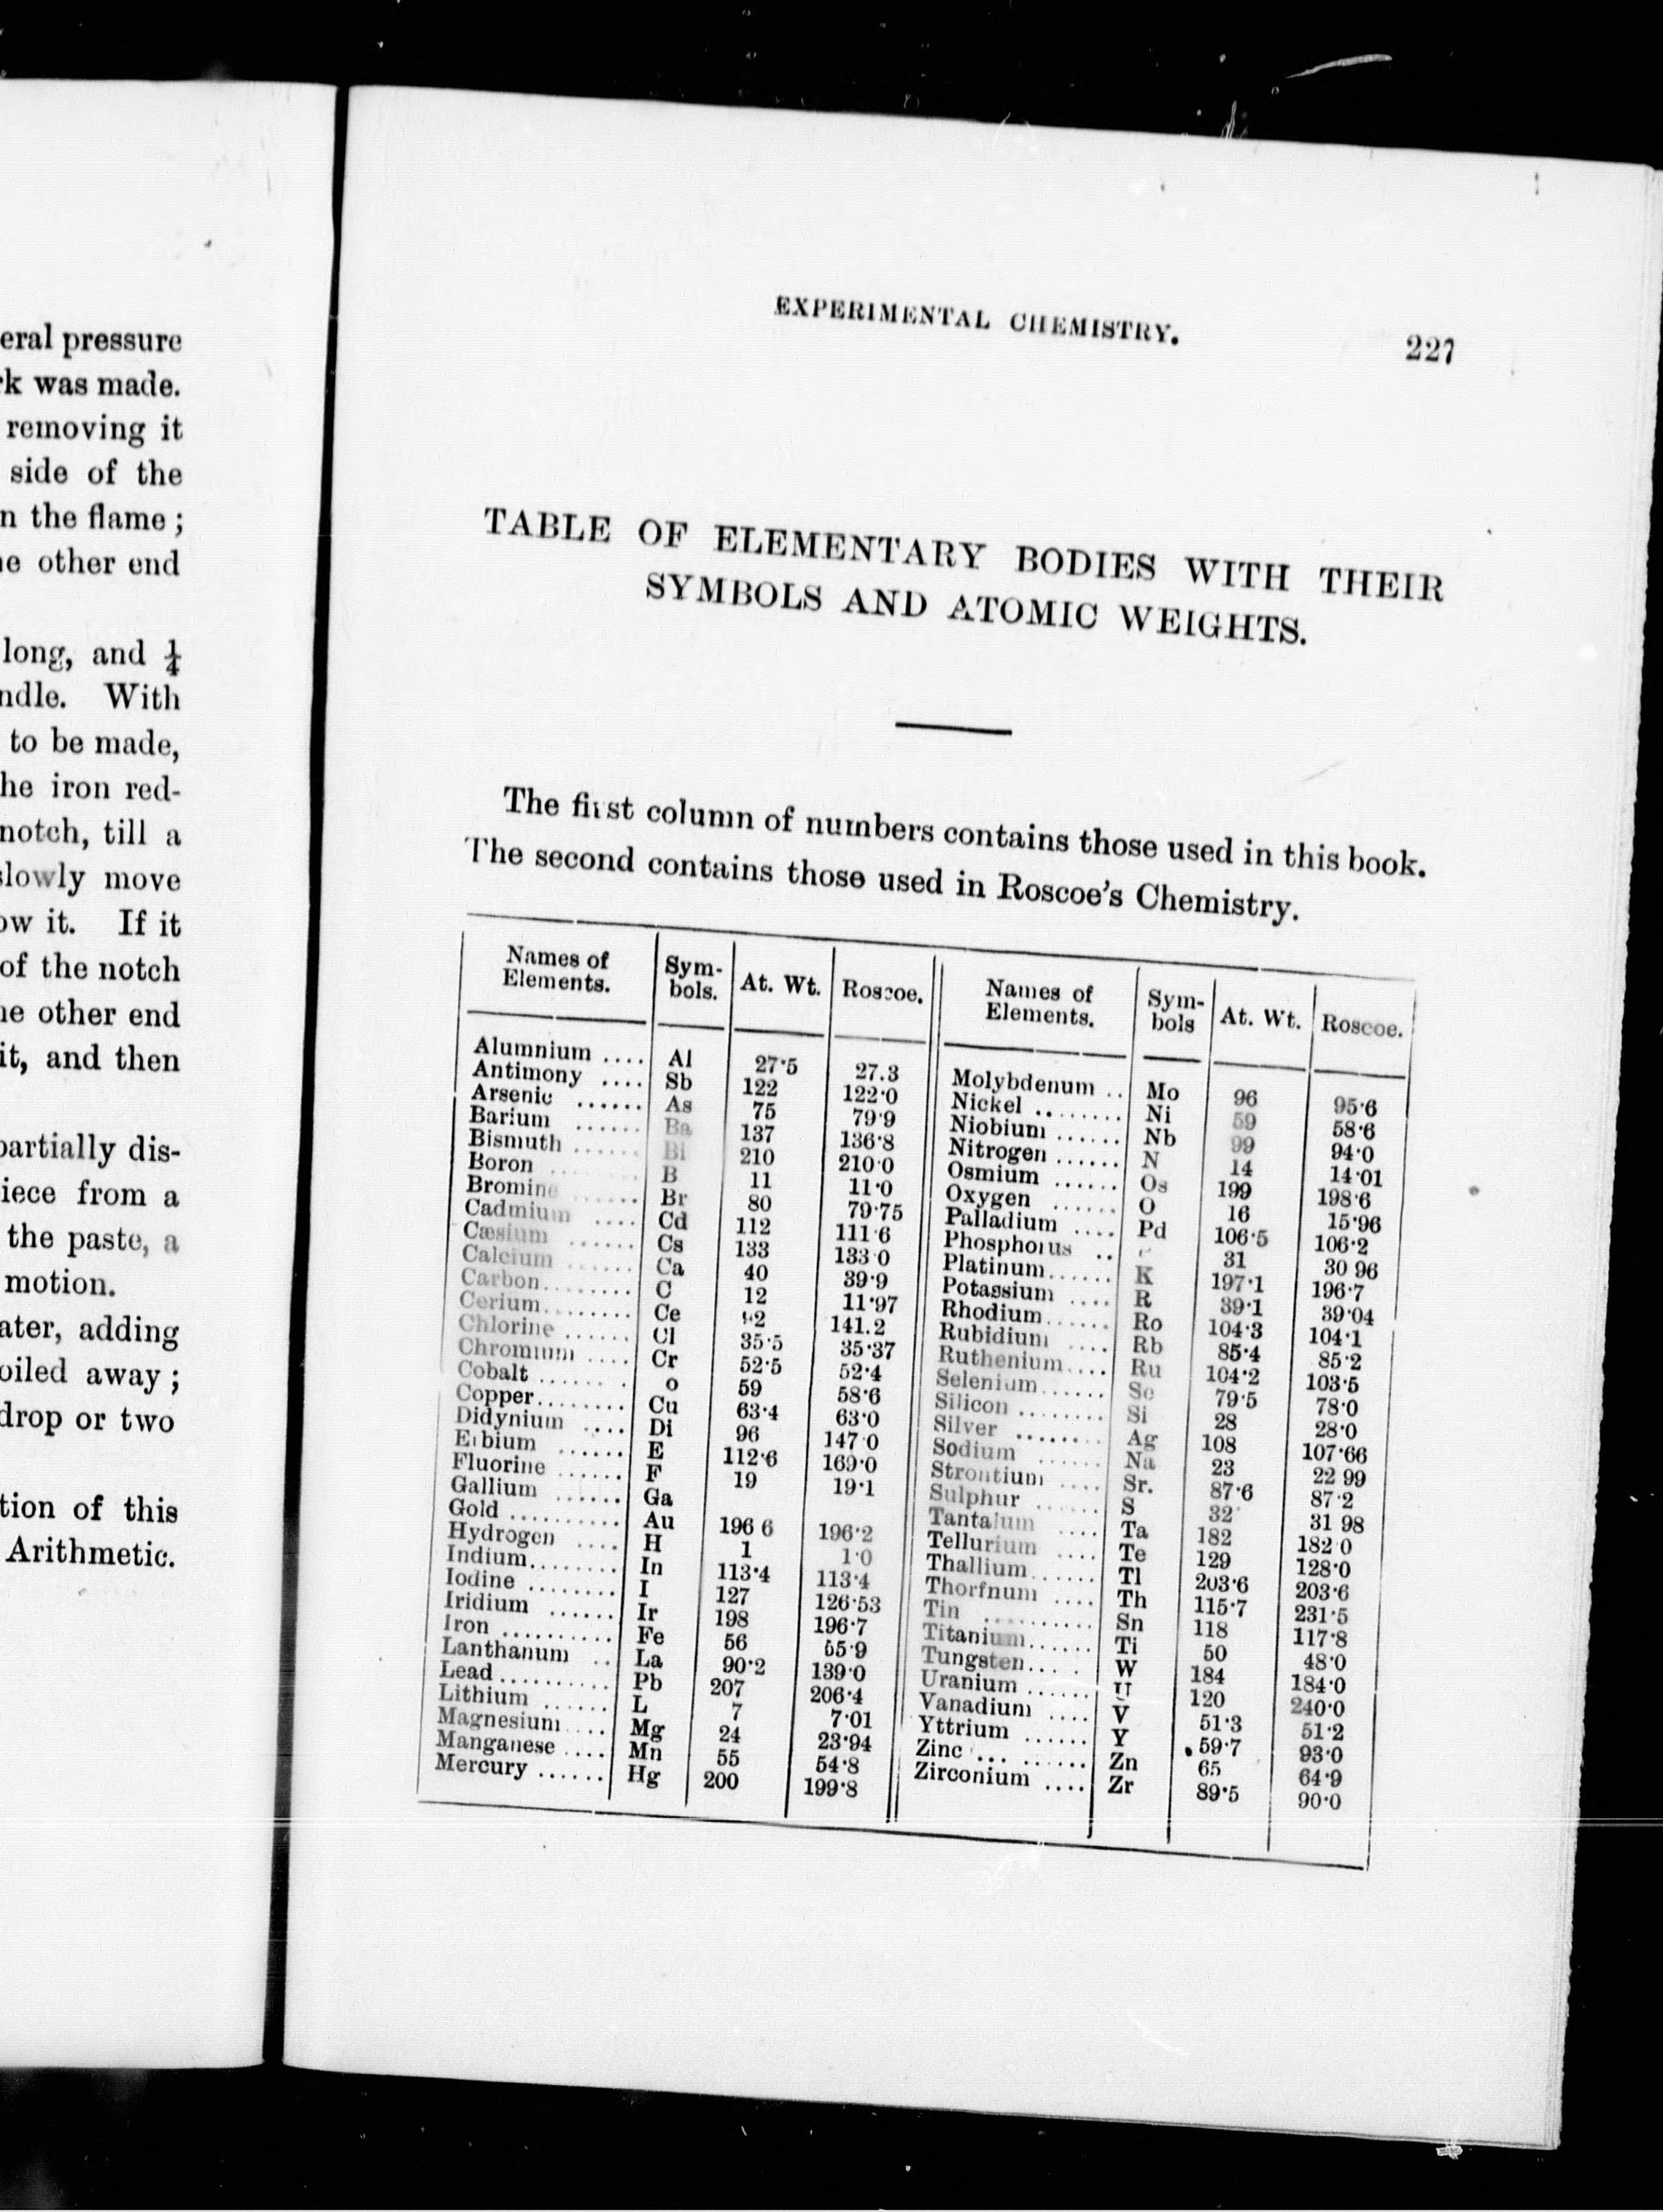 eral pressure
rk was made.
removing it
side of the
n the flame ;
e other end
long, and ¼
ndle. With
to be made,
he iron red-
notch, till a
slowly move
ow it. If it
of the notch
e other end
it, and then
partially dis-
iece from a
the paste, a
motion.
ater, adding
oiled away ;
drop or two
tion of this
Arithmetic.
EXPERIMENTAL CHEMISTRY. 227
TABLE OF ELEMENTARY BODIES WITH THEIR
SYMBOLS AND ATOMIC WEIGHTS.
The first column of numbers contains those used in this book.
The second contains those used in Roscoe's Chemistry.
Names of Elements. Sym-bols. At. Wt. Roscoe.
Alumnium .... Al 27·5 27.3
Antimony .... Sb 122 122·0
Arsenic ...... As 75 79·9
Barium ...... Ba 137 136·8
Bismuth ...... Bi 210 210·0
Boron ...... B 11 11·0
Bromine ...... Br 80 79·75
Cadmium .... Cd 112 111·6
Cæsium ...... Cs 133 133 0
Calcium ...... Ca 40 39·9
Carbon........ C 12 11·97
Cerium........ Ce 2 141.2
Chlorine ...... Cl 35·5 35·37
Chromium .... Cr 52·5 52·4
Cobalt ........ o 59 58·6
Copper........ Cu 63·4 63·0
Didynium .... Di 96 147·0
Erbium ...... E 112·6 169·0
Fluorine ...... F 19 19·1
Gallium ...... Ga
Gold .......... Au 196 6 196·2
Hydrogen .... H 1 1·0
Indium........ In 113·4 113·4
Iodine ........ I 127 126·53
Iridium ...... Ir 198 196·7
Iron .......... Fe 56 55·9
Lanthanum .. La 90·2 139·0
Lead .......... Pb 207 206·4
Lithium ...... L 7 7·01
Magnesium .... Mg 24 23·94
Manganese .... Mn 55 54·8
Mercury ...... Hg 200 199·8
Names of Elements. Sym-bols At. Wt. Roscoe.
Molybdenum .. Mo 96 95·6
Nickel ........ Ni 59 58·6
Niobium ...... Nb 99 94·0
Nitrogen ...... N 14 14·01
Osmium ...... Os 199 198·6
Oxygen ...... O 16 15·96
Palladium .... Pd 106·5 106·2
Phosphorus .. 31 30 96
Platinum...... K 197·1 196·7
Potassium .... R 39·1 39·04
Rhodium...... Ro 104·3 104·1
Rubidium .... Rb 85·4 85·2
Ruthenium.... Ru 104·2 103·5
Selenium...... Se 79·5 78·0
Silicon ........ Si 28 28·0
Silver ........ Ag 108 107·66
Sodium ...... Na 23 22 99
Strontium .... Sr. 87·6 87·2
Sulphur ...... S 32 31 98
Tantalum .... Ta 182 182 0
Tellurium .... Te 129 128·0
Thallium...... Tl 203·6 203·6
Thorfnum .... Th 115·7 231·5
Tin .......... Sn 118 117·8
Titanium...... Ti 50 48·0
Tungsten.... . W 184 184·0
Uranium ...... U 120 240·0
Vanadium .... V 51·3 51·2
Yttrium ...... Y 59·7 93·0
Zinc ... ...... Zn 65 64·9
Zirconium .... Zr 89·5 90·0